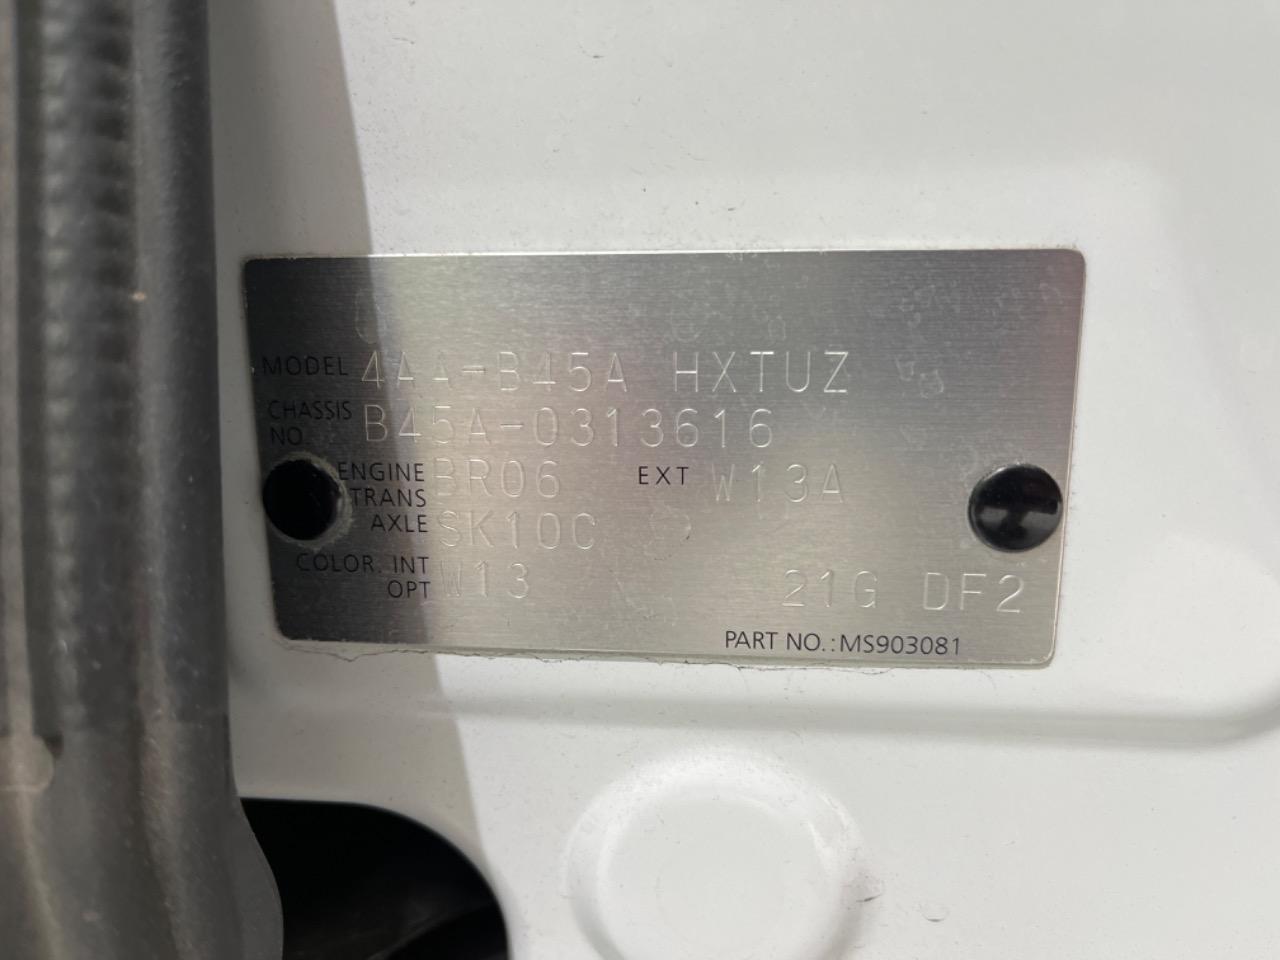 MODEL 4AA-B45A HXTUZ
CHASSIS NO. B45A-0313616
ENGINE BR06 EXT W13A
TRANS AXLE SK10C
COLOR. INT OPT W13 21G DF2
PART NO.:MS903081